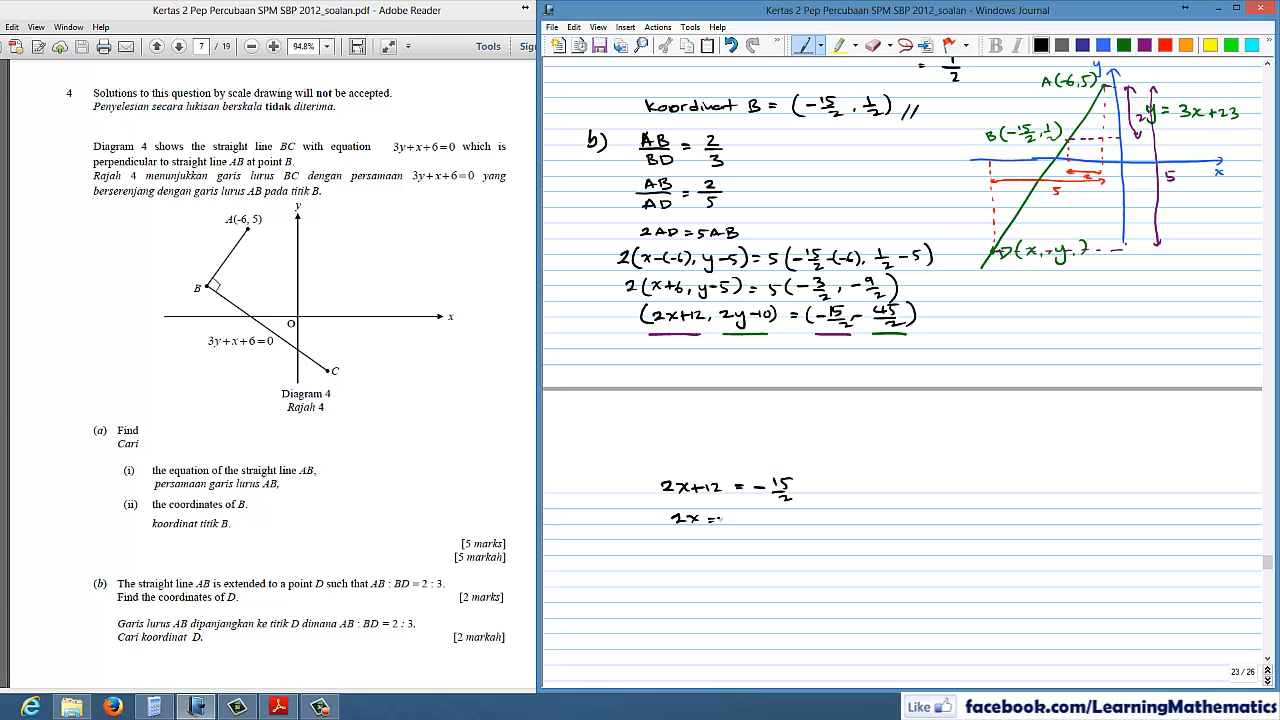 Kertas 2 Pep Percubaan SPM SBP 2012_soalan.pdf - Adobe Reader
Edit View Window Help
7 / 19 94.8% Tools
4 Solutions to this question by scale drawing will not be accepted.
Penyelesian secara lukisan berskala tidak diterima.
Diagram 4 shows the straight line BC with equation 3y+x+6=0 which is
perpendicular to straight line AB at point B.
Rajah 4 menunjukkan garis lurus BC dengan persamaan 3y+x+6=0 yang
berserenjang dengan garis lurus AB pada titik B.
y
A(-6, 5)
B
x
O
3y+x+6=0
C
Diagram 4
Rajah 4
(a) Find
Cari
(i) the equation of the straight line AB,
persamaan garis lurus AB,
(ii) the coordinates of B.
koordinat titik B.
[5 marks]
[5 markah]
(b) The straight line AB is extended to a point D such that AB : BD = 2 : 3.
Find the coordinates of D. [2 marks]
Garis lurus AB dipanjangkan ke titik D dimana AB : BD = 2 : 3.
Cari koordinat D. [2 markah]
Kertas 2 Pep Percubaan SPM SBP 2012_soalan - Windows Journal
File Edit View Insert Actions Tools Help
= 1/2
Koordinat B = (-15/2, 1/2) //
b) AB/BD = 2/3
AB/AD = 2/5
2AD = 5AB
2(x-(-6), y-5) = 5(-15/2-(-6), 1/2-5)
2(x+6, y-5) = 5(-3/2, -9/2)
(2x+12, 2y-10) = (-15/2, -45/2)
y
A(-6,5)
2
y = 3x+23
B(-15/2, 1/2)
x
2
5
5
D(x, y)
2x+12 = -15/2
2x =
23 / 26
Like facebook.com/LearningMathematics